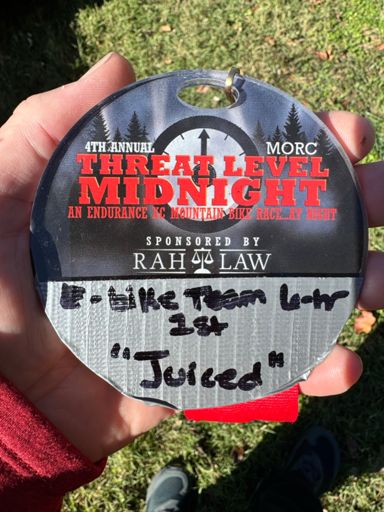 4TH ANNUAL
MORC
THREAT LEVEL
MIDNIGHT
AN ENDURANCE XC MOUNTAIN BIKE RACE...AT NIGHT
SPONSORED BY
RAH LAW
E-bike Team 6-hr
1st
"Juiced"